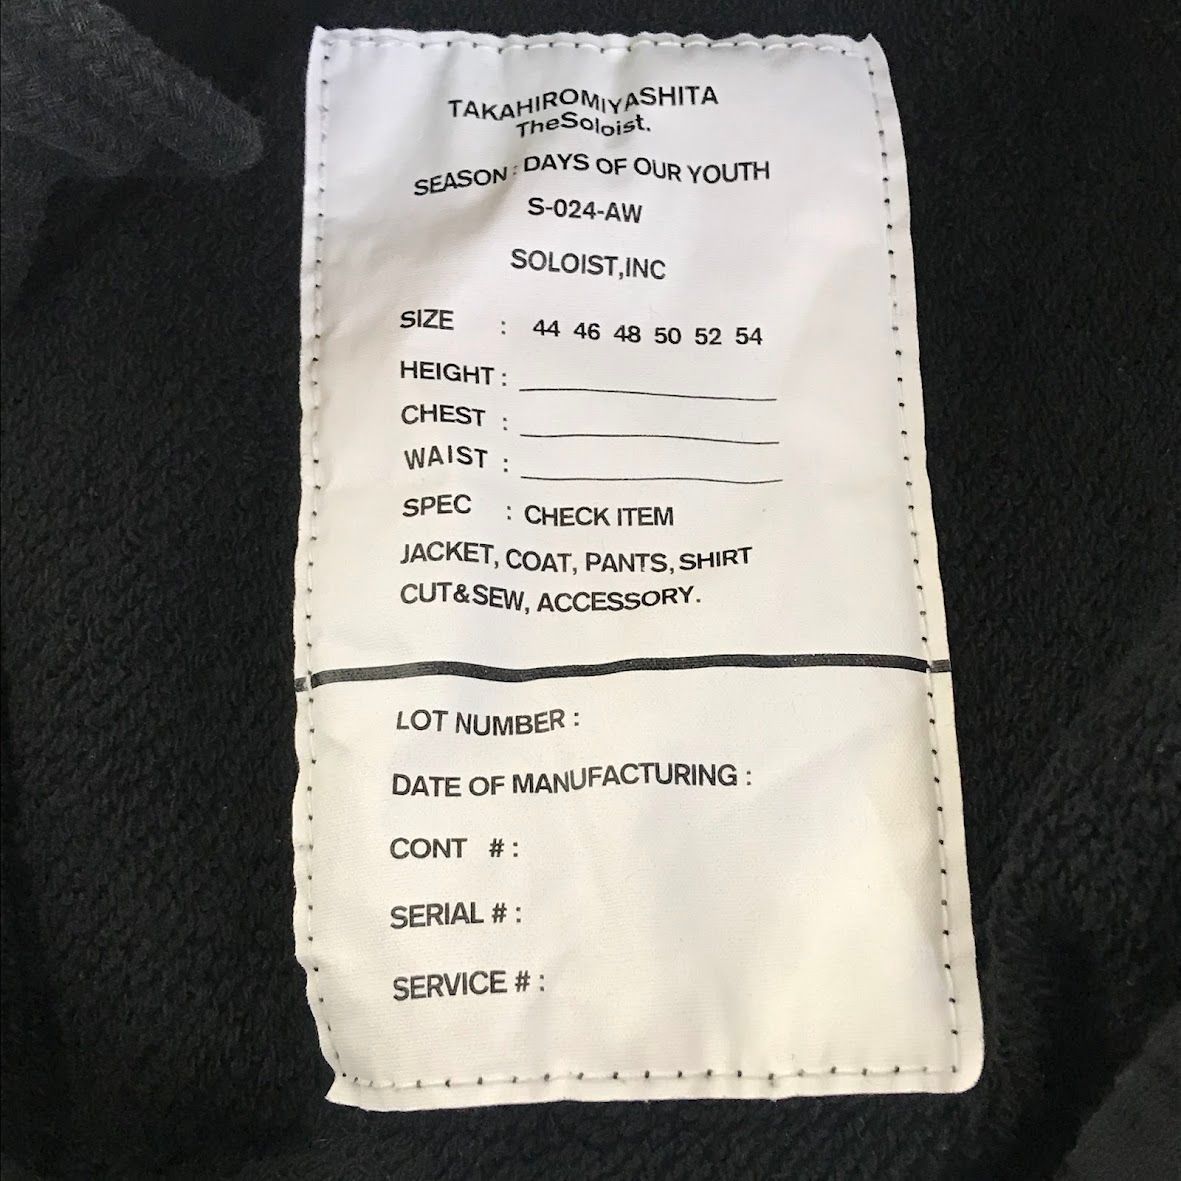 TAKAHIROMIYASHITA
TheSoloist.
SEASON : DAYS OF OUR YOUTH
S-024-AW
SOLOIST,INC
SIZE : 44 46 48 50 52 54
HEIGHT :
CHEST :
WAIST :
SPEC : CHECK ITEM
JACKET, COAT, PANTS, SHIRT
CUT&SEW, ACCESSORY.
LOT NUMBER :
DATE OF MANUFACTURING :
CONT # :
SERIAL # :
SERVICE # :